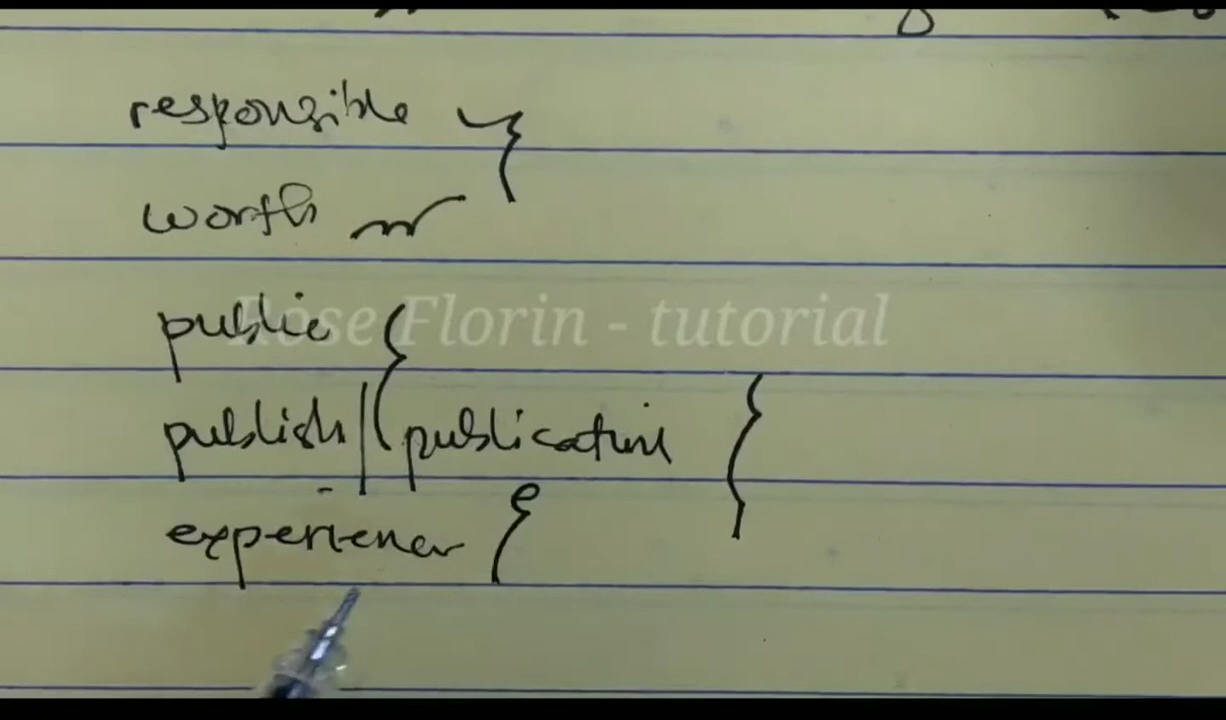 responsible
worth
public
Rose Florin - tutorial
publish / publication
experience